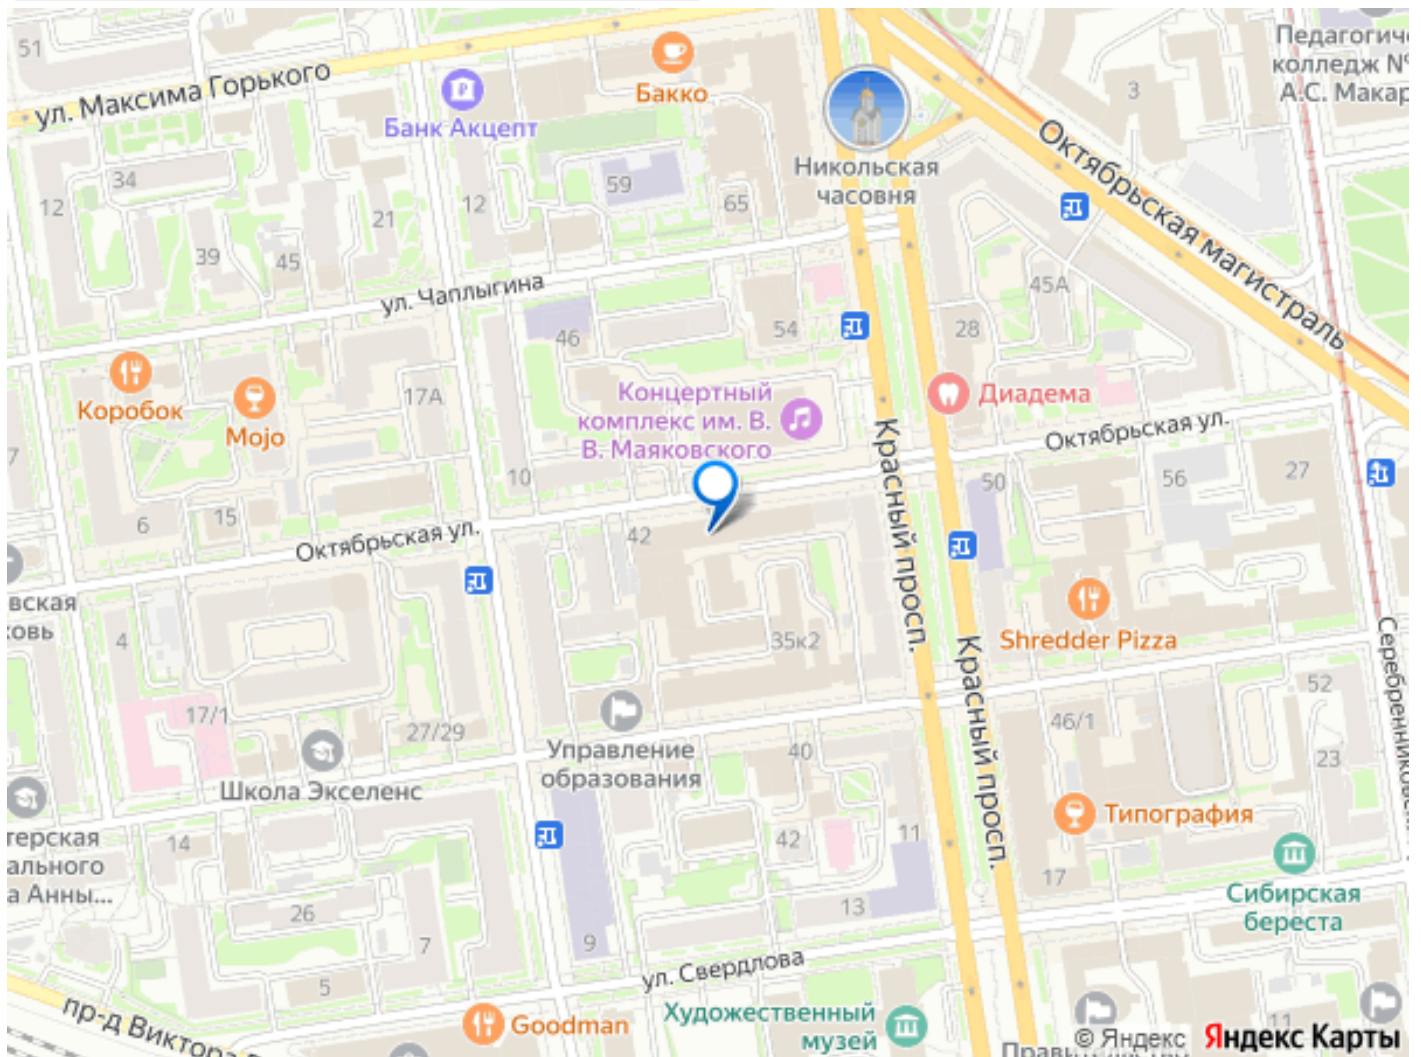 51
ул. Максима Горького
Бакко
Банк Акцепт
Никольская
часовня
3
Педагогиче
колледж №
А.С. Макар
Октябрьская магистраль
34
12
39
45
21
12
59
65
ул. Чаплыгина
46
54
28
45А
Коробок
Mojo
17А
Концертный
комплекс им. В.
В. Маяковского
Диадема
Октябрьская ул.
Красный просп.
7
6
15
10
42
50
56
27
Октябрьская ул.
вская
овь
4
35к2
Shredder Pizza
Красный просп.
Серебренниковская
17/1
27/29
Управление
образования
40
46/1
52
23
Школа Экселенс
Типография
терская
ального
а Анны...
14
42
11
17
Сибирская
береста
26
7
9
13
5
ул. Свердлова
пр-д Виктора
Goodman
Художественный
музей
11
© Яндекс
Яндекс Карты